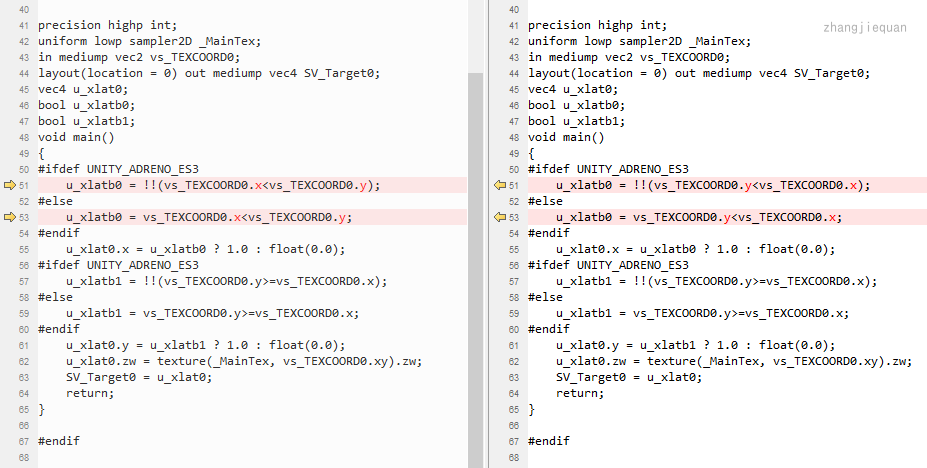 40
41 precision highp int;
42 uniform lowp sampler2D _MainTex;
43 in mediump vec2 vs_TEXCOORD0;
44 layout(location = 0) out mediump vec4 SV_Target0;
45 vec4 u_xlat0;
46 bool u_xlatb0;
47 bool u_xlatb1;
48 void main()
49 {
50 #ifdef UNITY_ADRENO_ES3
51     u_xlatb0 = !!(vs_TEXCOORD0.x<vs_TEXCOORD0.y);
52 #else
53     u_xlatb0 = vs_TEXCOORD0.x<vs_TEXCOORD0.y;
54 #endif
55     u_xlat0.x = u_xlatb0 ? 1.0 : float(0.0);
56 #ifdef UNITY_ADRENO_ES3
57     u_xlatb1 = !!(vs_TEXCOORD0.y>=vs_TEXCOORD0.x);
58 #else
59     u_xlatb1 = vs_TEXCOORD0.y>=vs_TEXCOORD0.x;
60 #endif
61     u_xlat0.y = u_xlatb1 ? 1.0 : float(0.0);
62     u_xlat0.zw = texture(_MainTex, vs_TEXCOORD0.xy).zw;
63     SV_Target0 = u_xlat0;
64     return;
65 }
66
67 #endif
68
40
zhangjiequan
41 precision highp int;
42 uniform lowp sampler2D _MainTex;
43 in mediump vec2 vs_TEXCOORD0;
44 layout(location = 0) out mediump vec4 SV_Target0;
45 vec4 u_xlat0;
46 bool u_xlatb0;
47 bool u_xlatb1;
48 void main()
49 {
50 #ifdef UNITY_ADRENO_ES3
51     u_xlatb0 = !!(vs_TEXCOORD0.y<vs_TEXCOORD0.x);
52 #else
53     u_xlatb0 = vs_TEXCOORD0.y<vs_TEXCOORD0.x;
54 #endif
55     u_xlat0.x = u_xlatb0 ? 1.0 : float(0.0);
56 #ifdef UNITY_ADRENO_ES3
57     u_xlatb1 = !!(vs_TEXCOORD0.y>=vs_TEXCOORD0.x);
58 #else
59     u_xlatb1 = vs_TEXCOORD0.y>=vs_TEXCOORD0.x;
60 #endif
61     u_xlat0.y = u_xlatb1 ? 1.0 : float(0.0);
62     u_xlat0.zw = texture(_MainTex, vs_TEXCOORD0.xy).zw;
63     SV_Target0 = u_xlat0;
64     return;
65 }
66
67 #endif
68